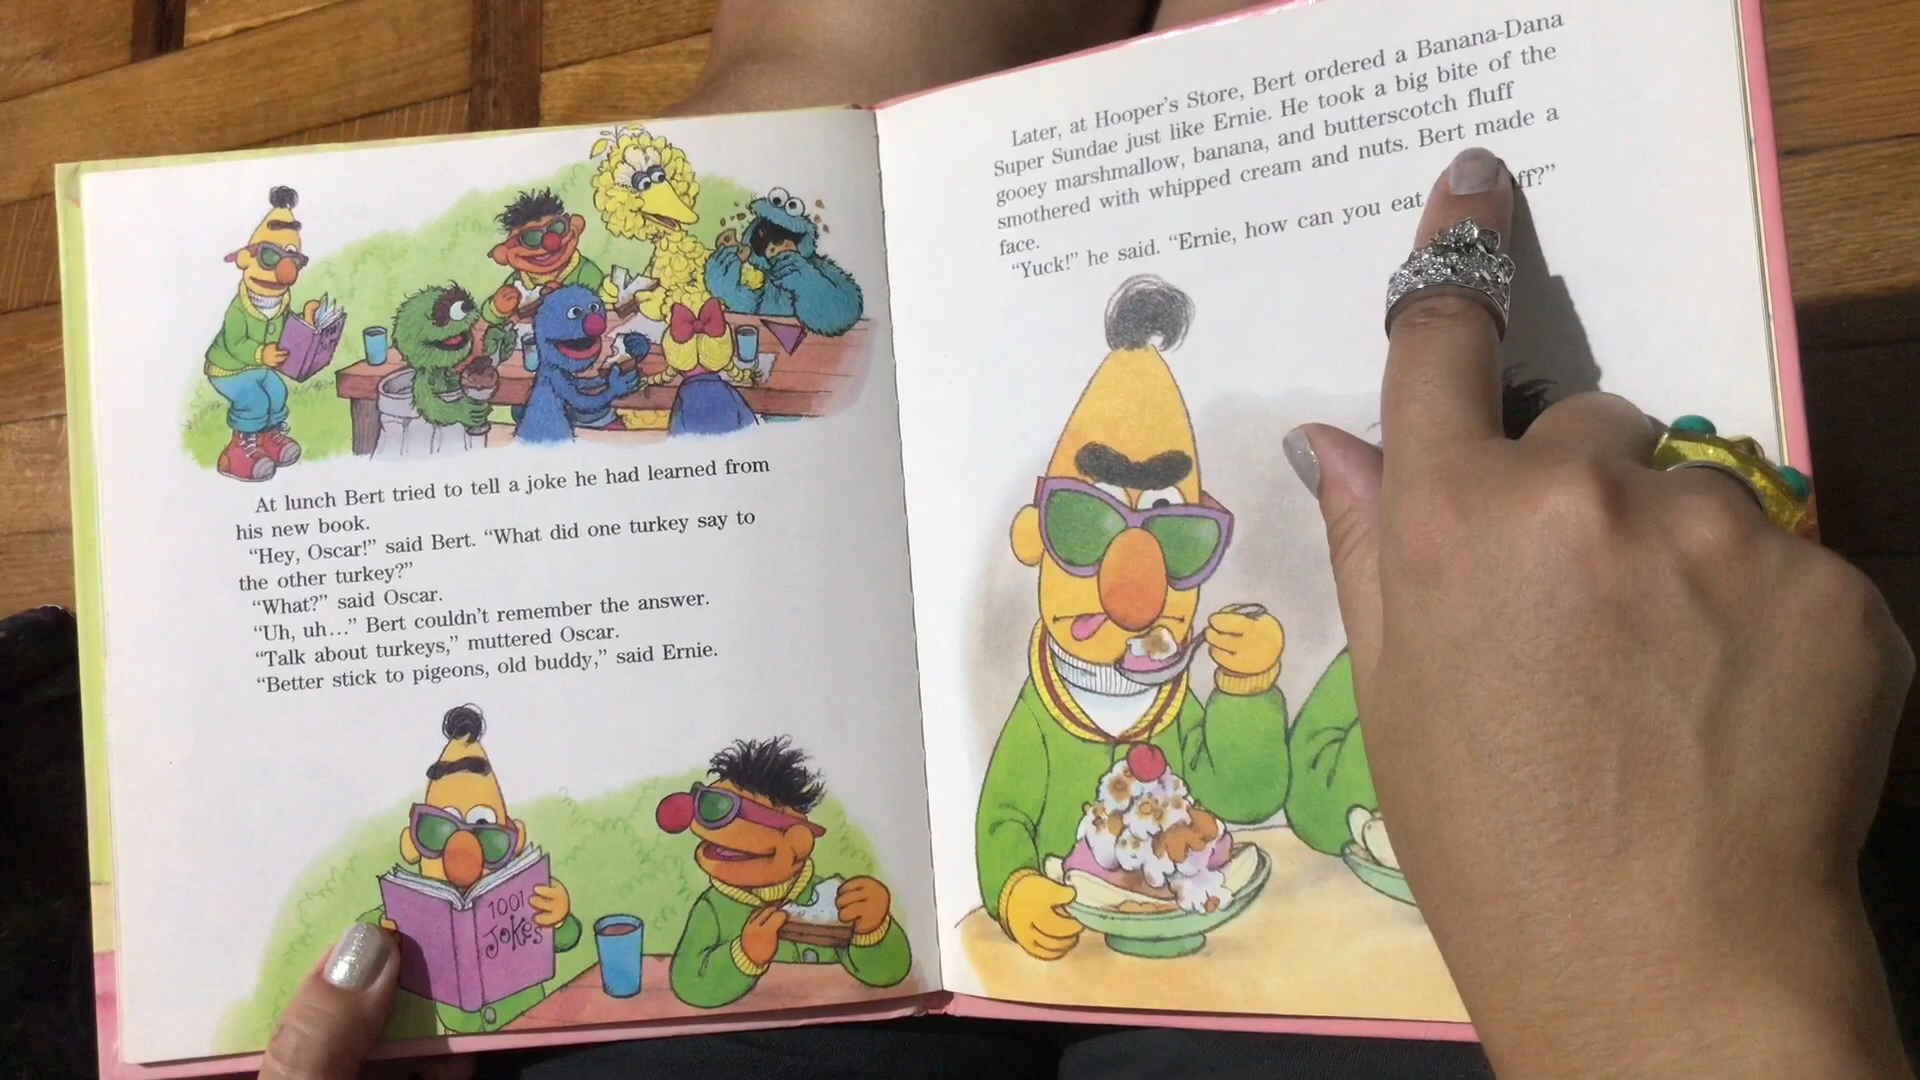 At lunch Bert tried to tell a joke he had learned from
his new book.
“Hey, Oscar!” said Bert. “What did one turkey say to
the other turkey?”
“What?” said Oscar.
“Uh, uh...” Bert couldn’t remember the answer.
“Talk about turkeys,” muttered Oscar.
“Better stick to pigeons, old buddy,” said Ernie.
1001
Jokes
Later, at Hooper’s Store, Bert ordered a Banana-Dana
Super Sundae just like Ernie. He took a big bite of the
gooey marshmallow, banana, and butterscotch fluff
smothered with whipped cream and nuts. Bert made a
face.
“Yuck!” he said. “Ernie, how can you eat